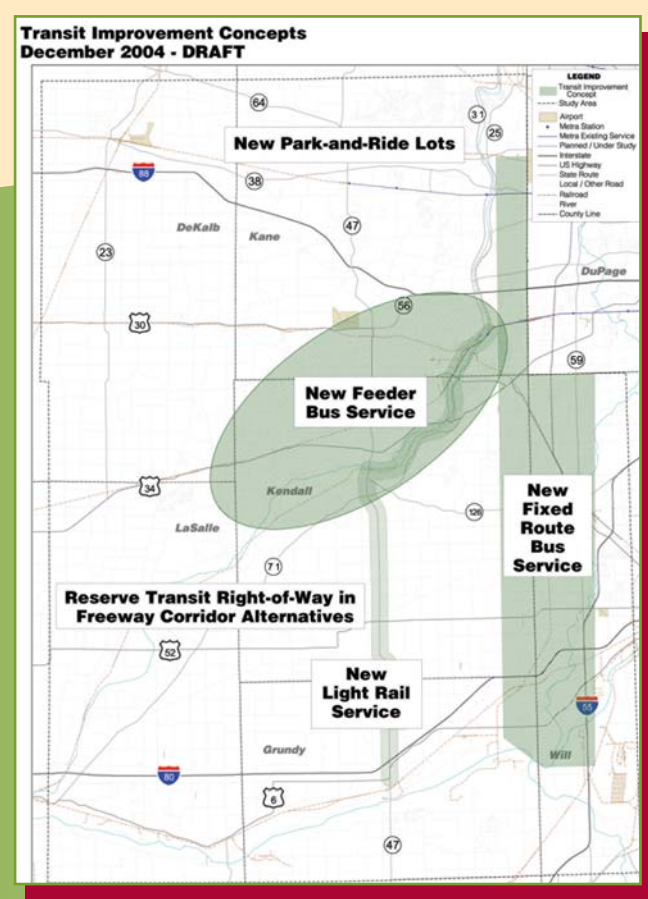 Transit Improvement Concepts
December 2004 - DRAFT
LEGEND
Transit Improvement
Concept
Study Area
Airport
Metra Station
Metra Existing Service
Planned / Under Study
Interstate
US Highway
State Route
Local / Other Road
Railroad
River
County Line
64
31
25
New Park-and-Ride Lots
88
38
47
DeKalb
Kane
23
DuPage
56
30
59
New Feeder
Bus Service
34
Kendall
126
New
Fixed
Route
Bus
Service
LaSalle
71
Reserve Transit Right-of-Way in
Freeway Corridor Alternatives
52
New
Light Rail
Service
55
Grundy
Will
80
6
47